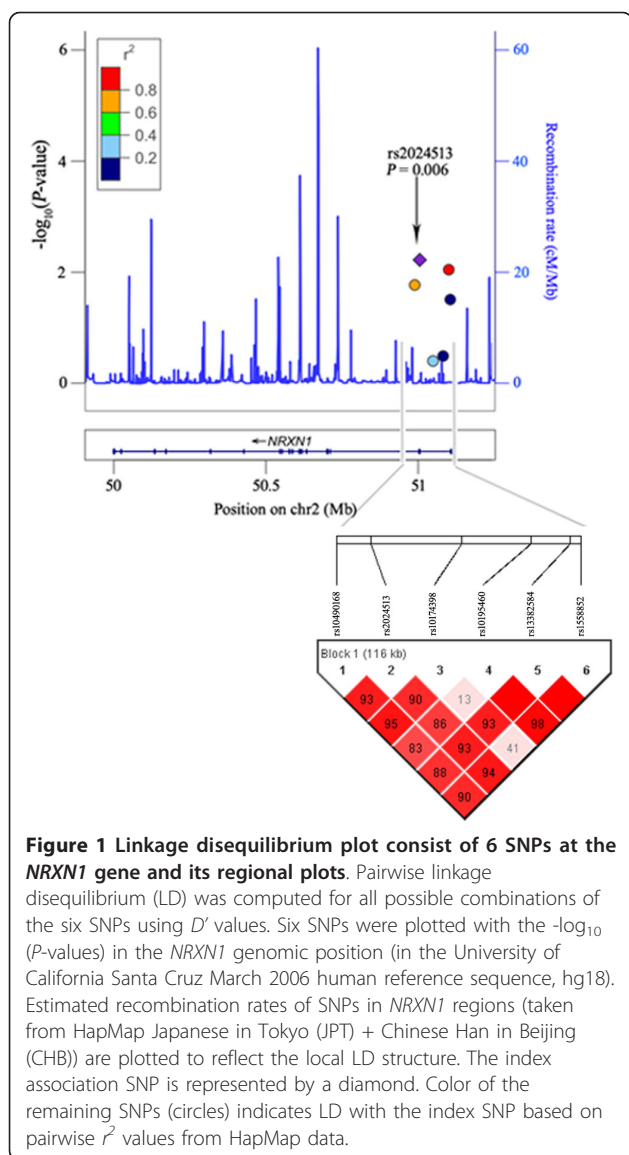 r²
0.8
0.6
0.4
0.2
6
4
2
0
-log₁₀(P-value)
rs2024513
P = 0.006
60
40
20
0
Recombination rate (cM/Mb)
←NRXN1
50
50.5
51
Position on chr2 (Mb)
rs10490168
rs2024513
rs10174398
rs10195460
rs13382584
rs1558852
Block 1 (116 kb)
1 2 3 4 5 6
93 90 13
95 86 93 98
83 93 41
88 94
90
Figure 1 Linkage disequilibrium plot consist of 6 SNPs at the
NRXN1 gene and its regional plots. Pairwise linkage
disequilibrium (LD) was computed for all possible combinations of
the six SNPs using D' values. Six SNPs were plotted with the -log₁₀
(P-values) in the NRXN1 genomic position (in the University of
California Santa Cruz March 2006 human reference sequence, hg18).
Estimated recombination rates of SNPs in NRXN1 regions (taken
from HapMap Japanese in Tokyo (JPT) + Chinese Han in Beijing
(CHB)) are plotted to reflect the local LD structure. The index
association SNP is represented by a diamond. Color of the
remaining SNPs (circles) indicates LD with the index SNP based on
pairwise r² values from HapMap data.